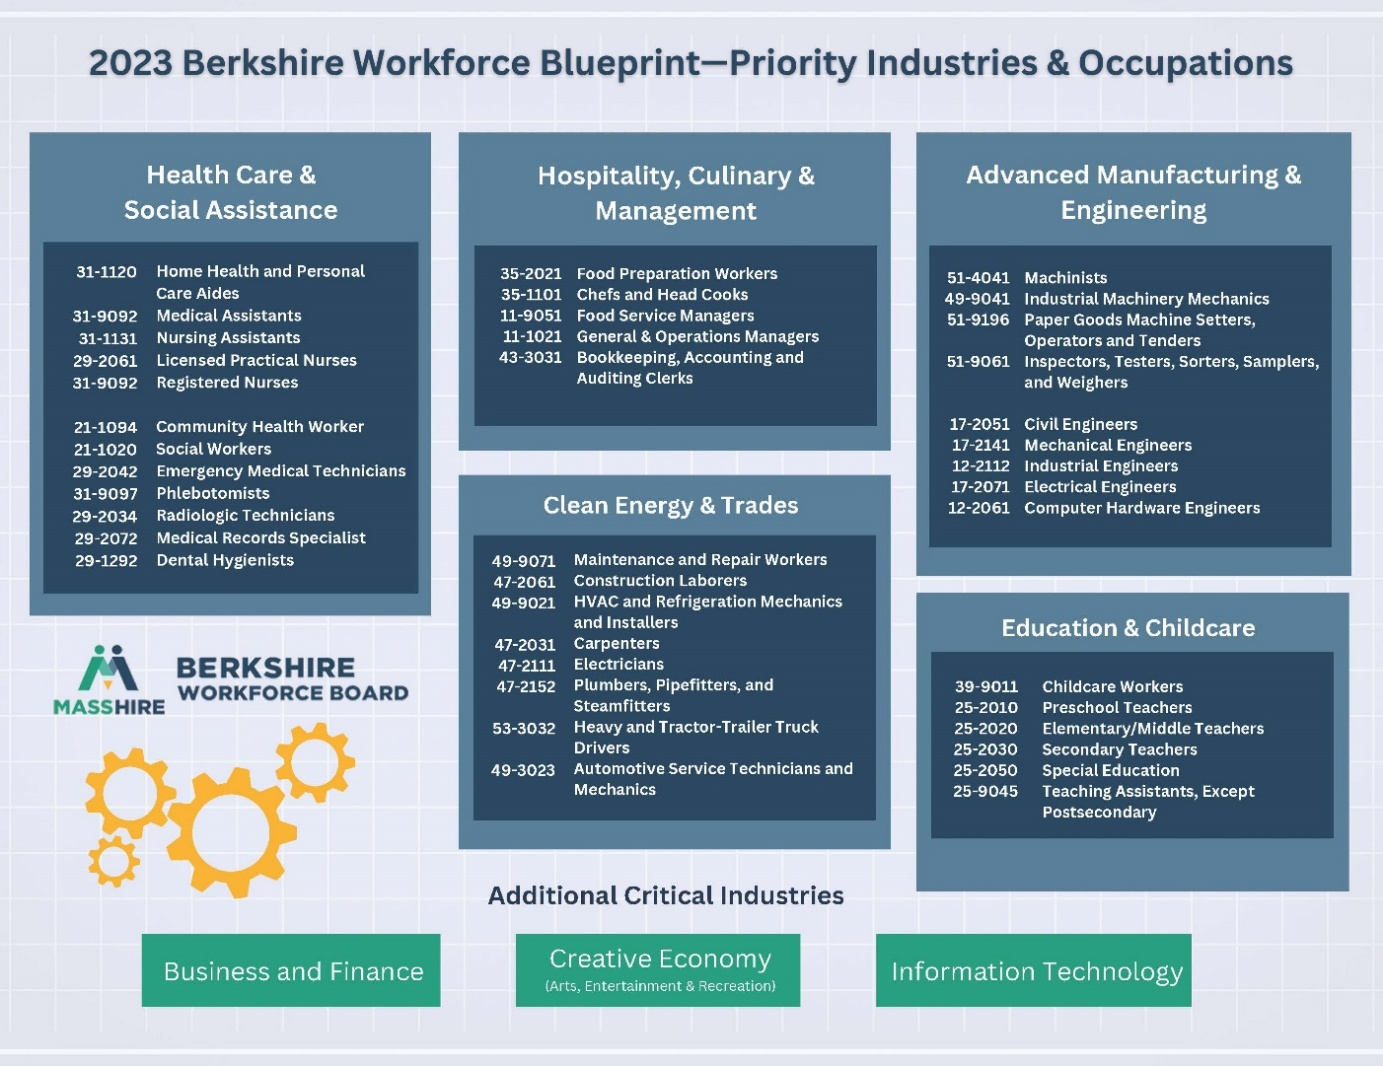 2023 Berkshire Workforce Blueprint—Priority Industries & Occupations
Health Care &
Social Assistance
31-1120 Home Health and Personal
Care Aides
31-9092 Medical Assistants
31-1131 Nursing Assistants
29-2061 Licensed Practical Nurses
31-9092 Registered Nurses
21-1094 Community Health Worker
21-1020 Social Workers
29-2042 Emergency Medical Technicians
31-9097 Phlebotomists
29-2034 Radiologic Technicians
29-2072 Medical Records Specialist
29-1292 Dental Hygienists
Hospitality, Culinary &
Management
35-2021 Food Preparation Workers
35-1101 Chefs and Head Cooks
11-9051 Food Service Managers
11-1021 General & Operations Managers
43-3031 Bookkeeping, Accounting and
Auditing Clerks
Clean Energy & Trades
49-9071 Maintenance and Repair Workers
47-2061 Construction Laborers
49-9021 HVAC and Refrigeration Mechanics
and Installers
47-2031 Carpenters
47-2111 Electricians
47-2152 Plumbers, Pipefitters, and
Steamfitters
53-3032 Heavy and Tractor-Trailer Truck
Drivers
49-3023 Automotive Service Technicians and
Mechanics
Advanced Manufacturing &
Engineering
51-4041 Machinists
49-9041 Industrial Machinery Mechanics
51-9196 Paper Goods Machine Setters,
Operators and Tenders
51-9061 Inspectors, Testers, Sorters, Samplers,
and Weighers
17-2051 Civil Engineers
17-2141 Mechanical Engineers
12-2112 Industrial Engineers
17-2071 Electrical Engineers
12-2061 Computer Hardware Engineers
Education & Childcare
39-9011 Childcare Workers
25-2010 Preschool Teachers
25-2020 Elementary/Middle Teachers
25-2030 Secondary Teachers
25-2050 Special Education
25-9045 Teaching Assistants, Except
Postsecondary
MASSHIRE
BERKSHIRE
WORKFORCE BOARD
Additional Critical Industries
Business and Finance
Creative Economy
(Arts, Entertainment & Recreation)
Information Technology